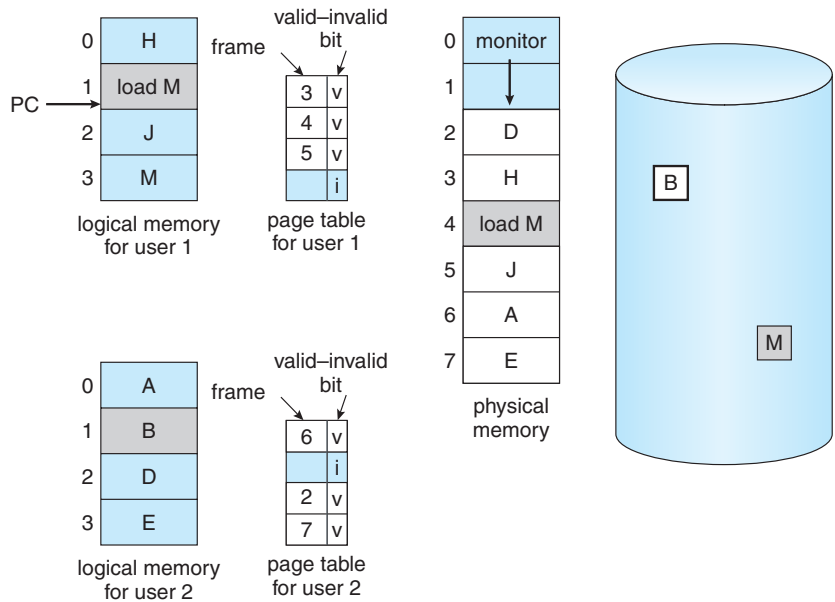 0 H
1 load M
2 J
3 M
PC
logical memory
for user 1
valid–invalid
bit
frame
3 v
4 v
5 v
i
page table
for user 1
0 monitor
1
2 D
3 H
4 load M
5 J
6 A
7 E
physical
memory
B
M
0 A
1 B
2 D
3 E
logical memory
for user 2
valid–invalid
bit
frame
6 v
i
2 v
7 v
page table
for user 2